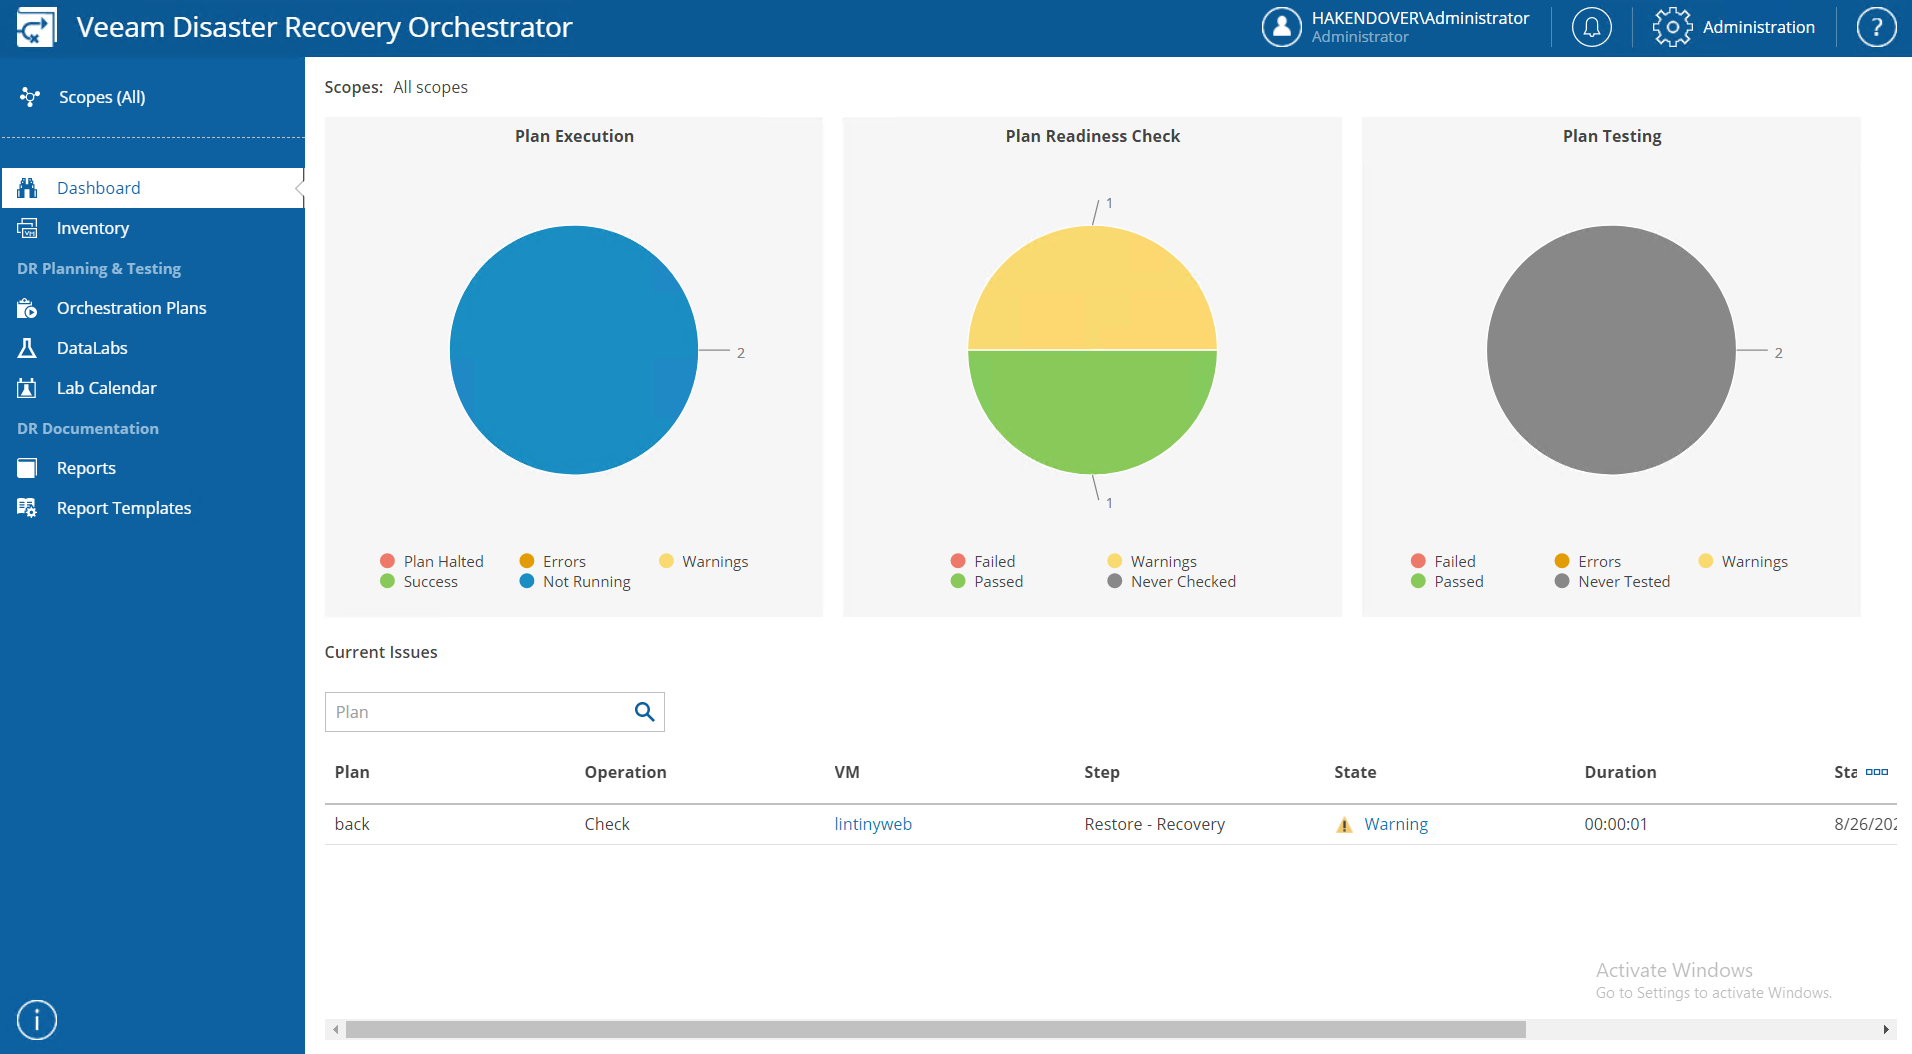 Veeam Disaster Recovery Orchestrator
HAKENDOVER\Administrator
Administrator
Administration
?
Scopes (All)
Dashboard
Inventory
DR Planning & Testing
Orchestration Plans
DataLabs
Lab Calendar
DR Documentation
Reports
Report Templates
Scopes: All scopes
Plan Execution
2
Plan Halted Errors Warnings
Success Not Running
Plan Readiness Check
1
1
Failed Warnings
Passed Never Checked
Plan Testing
2
Failed Errors Warnings
Passed Never Tested
Current Issues
Plan
Plan Operation VM Step State Duration Sta
back Check lintinyweb Restore - Recovery Warning 00:00:01 8/26/202
Activate Windows
Go to Settings to activate Windows.